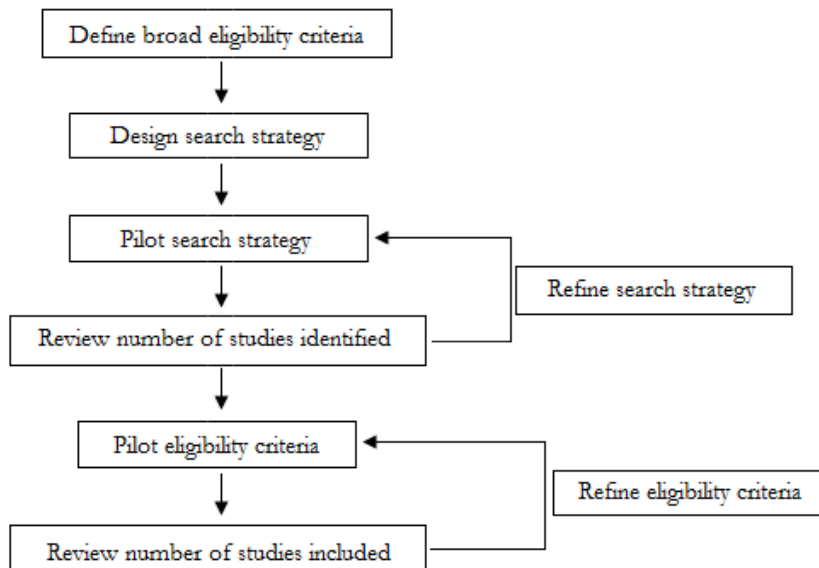 Define broad eligibility criteria
Design search strategy
Pilot search strategy
Refine search strategy
Review number of studies identified
Pilot eligibility criteria
Refine eligibility criteria
Review number of studies included